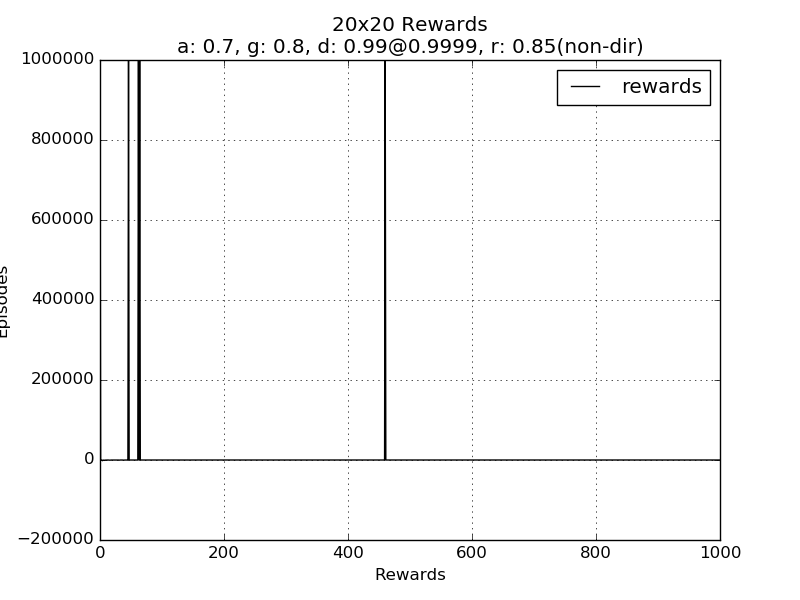 20x20 Rewards
a: 0.7, g: 0.8, d: 0.99@0.9999, r: 0.85(non-dir)
rewards
1000000
800000
600000
400000
200000
0
−200000
Episodes
0 200 400 600 800 1000
Rewards